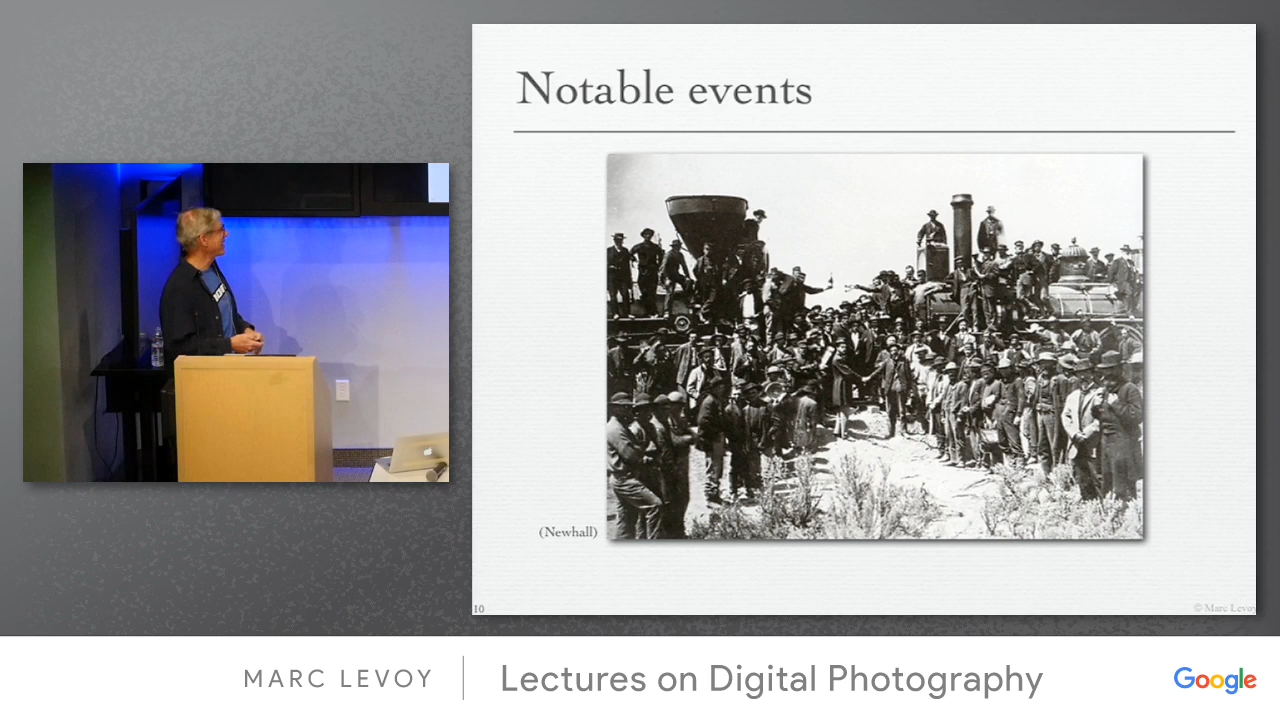 Notable events
(Newhall)
10
© Marc Levoy
MARC LEVOY
Lectures on Digital Photography
Google